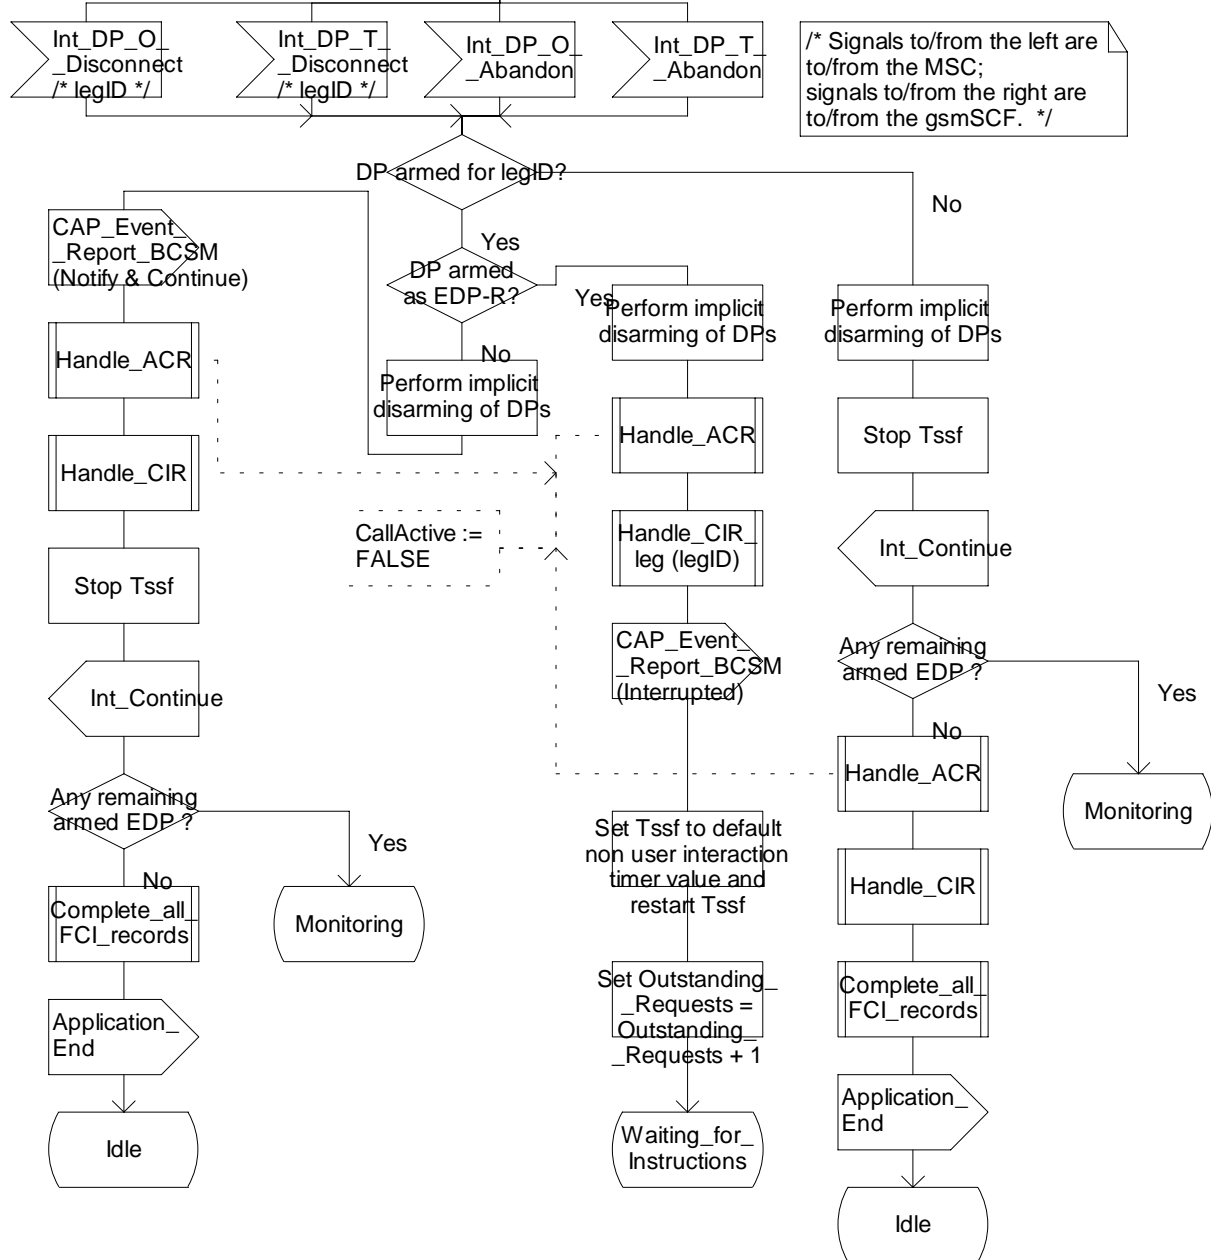 Int_DP_O_
_Disconnect
/* legID */
Int_DP_T_
_Disconnect
/* legID */
Int_DP_O_
_Abandon
Int_DP_T_
_Abandon
/* Signals to/from the left are
to/from the MSC;
signals to/from the right are
to/from the gsmSCF. */
DP armed for legID?
No
Yes
CAP_Event_
_Report_BCSM
(Notify & Continue)
DP armed
as EDP-R?
Yes
No
Perform implicit
disarming of DPs
Perform implicit
disarming of DPs
Perform implicit
disarming of DPs
Handle_ACR
Handle_ACR
Stop Tssf
Handle_CIR
CallActive :=
FALSE
Handle_CIR_
leg (legID)
Int_Continue
Stop Tssf
CAP_Event_
_Report_BCSM
(Interrupted)
Any remaining
armed EDP ?
Yes
No
Int_Continue
Handle_ACR
Monitoring
Any remaining
armed EDP ?
Yes
No
Set Tssf to default
non user interaction
timer value and
restart Tssf
Handle_CIR
Complete_all_
FCI_records
Monitoring
Set Outstanding_
_Requests =
Outstanding_
_Requests + 1
Complete_all_
FCI_records
Application_
End
Application_
End
Idle
Waiting_for_
Instructions
Idle